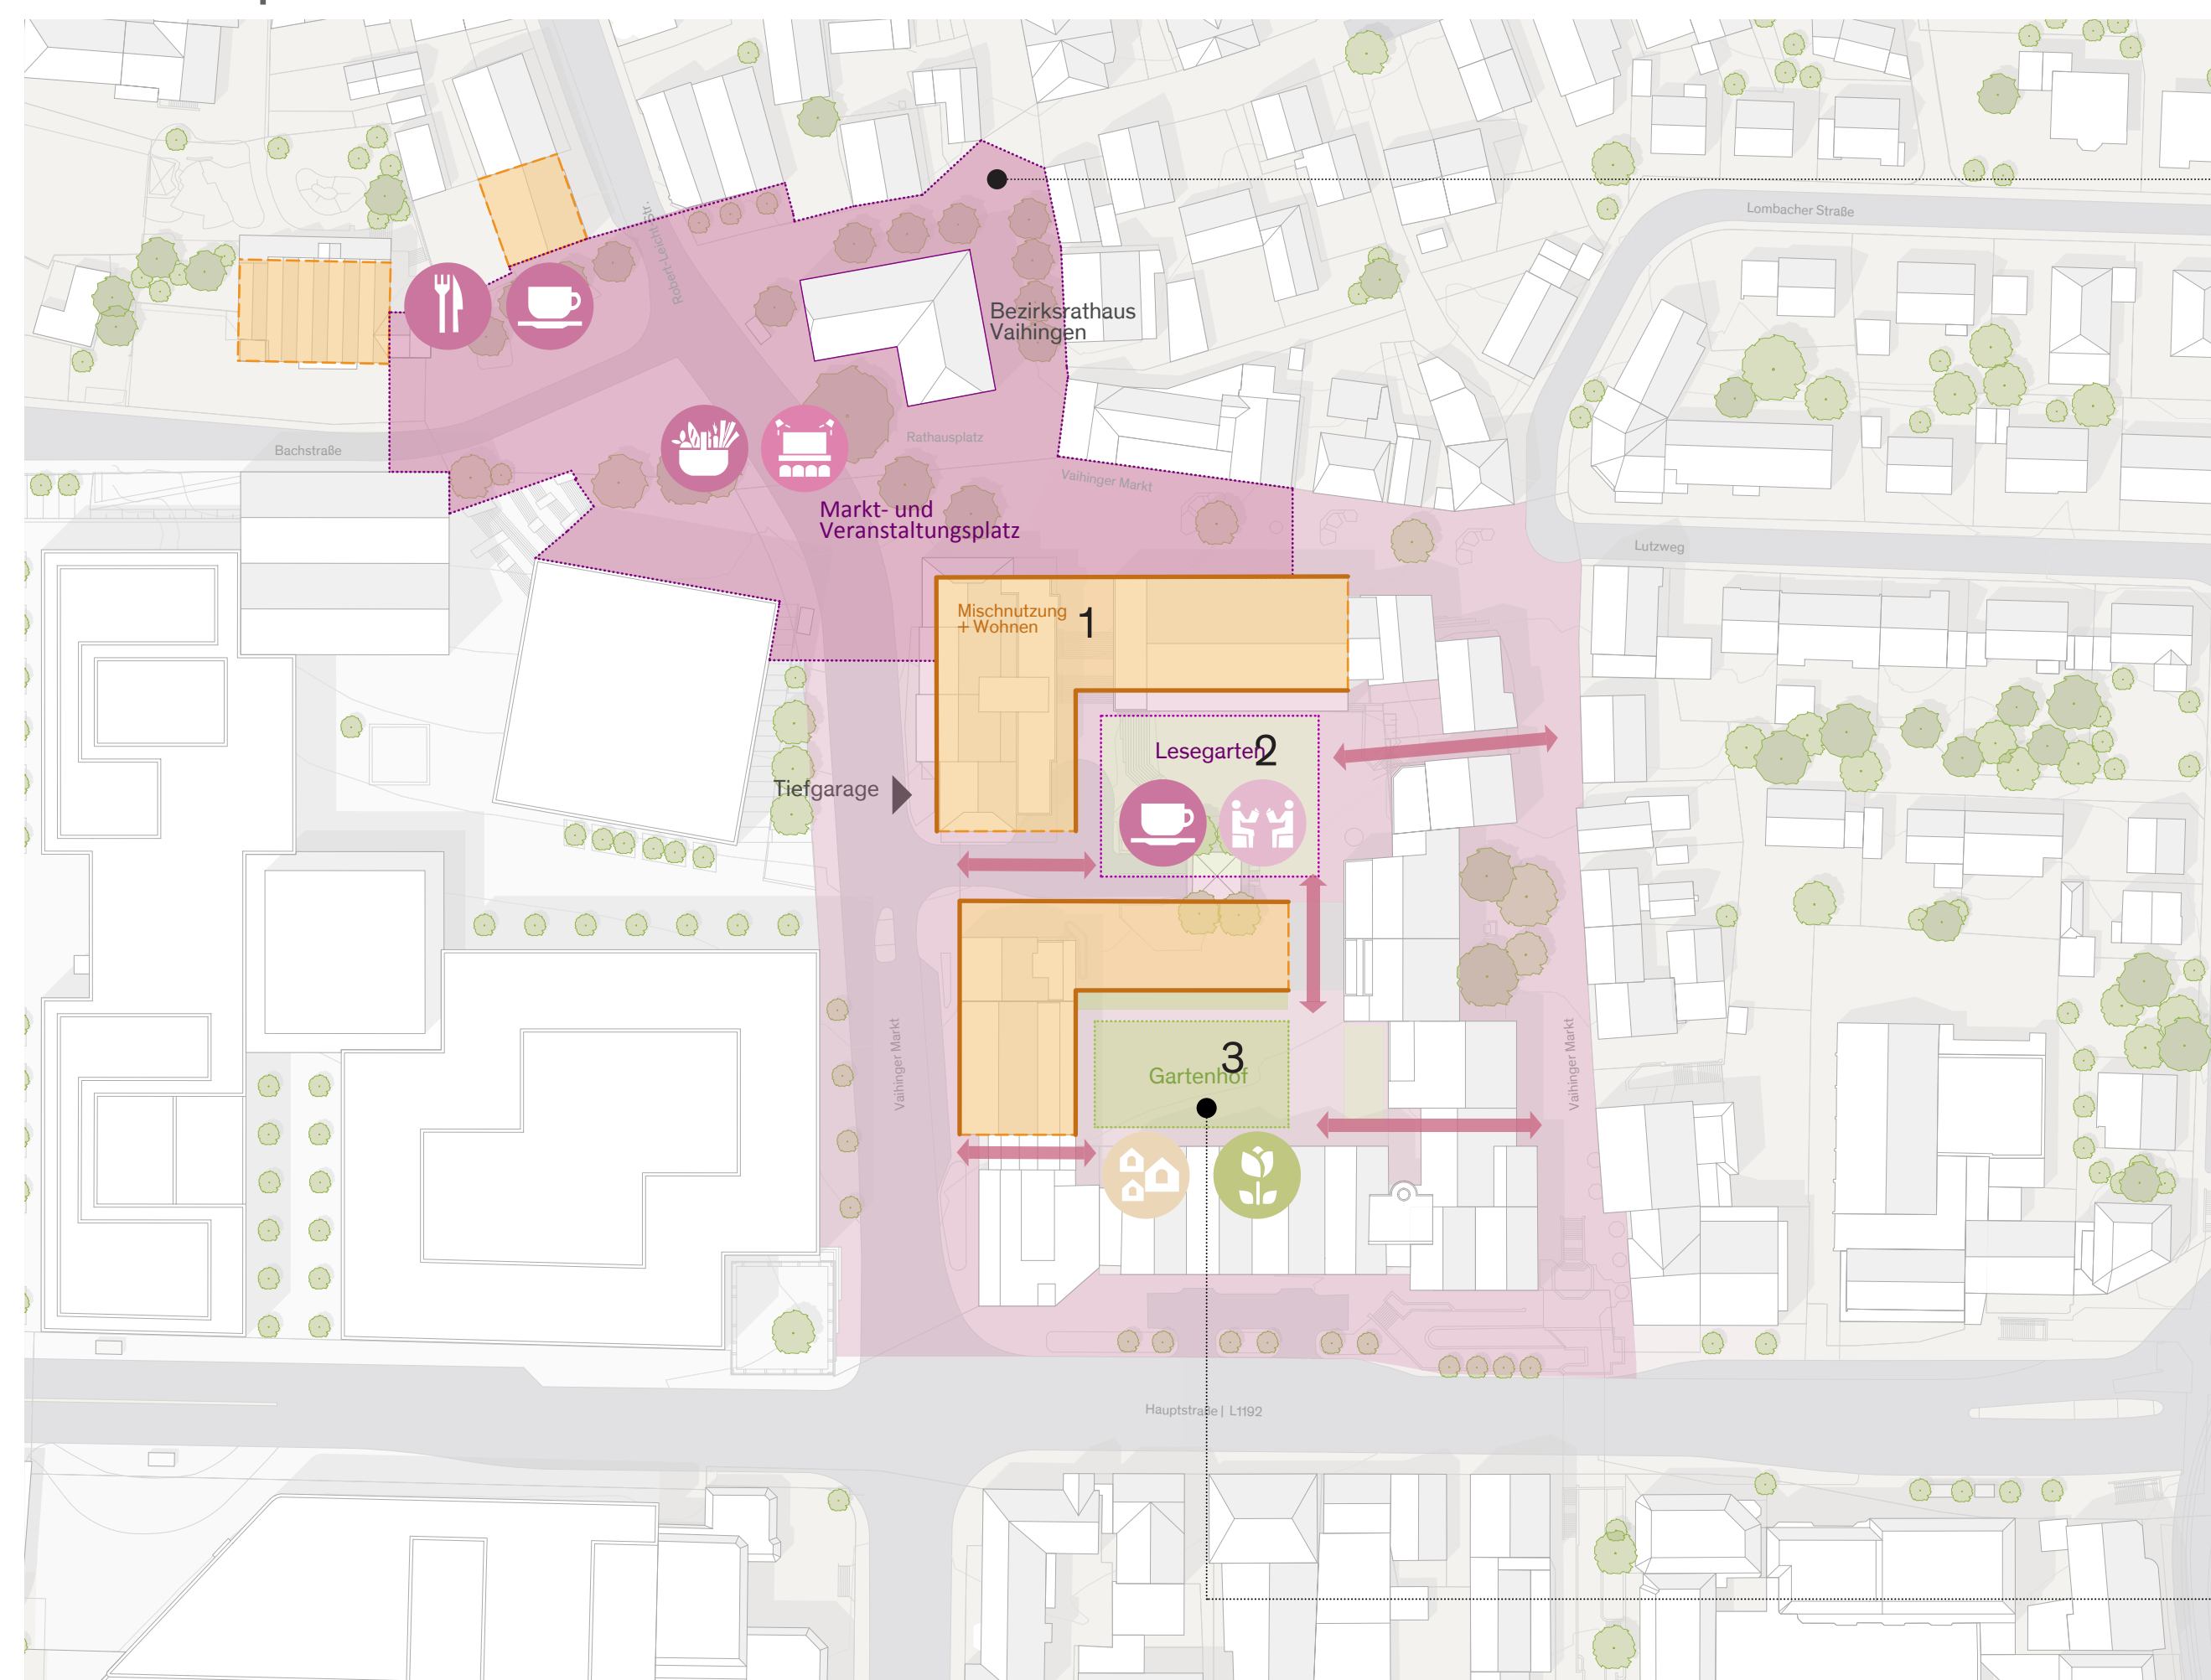 Lombacher Straße
Robert-Leicht-Str.
Bezirksrathaus
Vaihingen
Rathausplatz
Bachstraße
Vaihinger Markt
Markt- und
Veranstaltungsplatz
Lutzweg
Mischnutzung
+ Wohnen
1
Lesegarten
2
Tiefgarage
3
Gartenhof
Vaihinger Markt
Vaihinger Markt
Hauptstraße | L1192